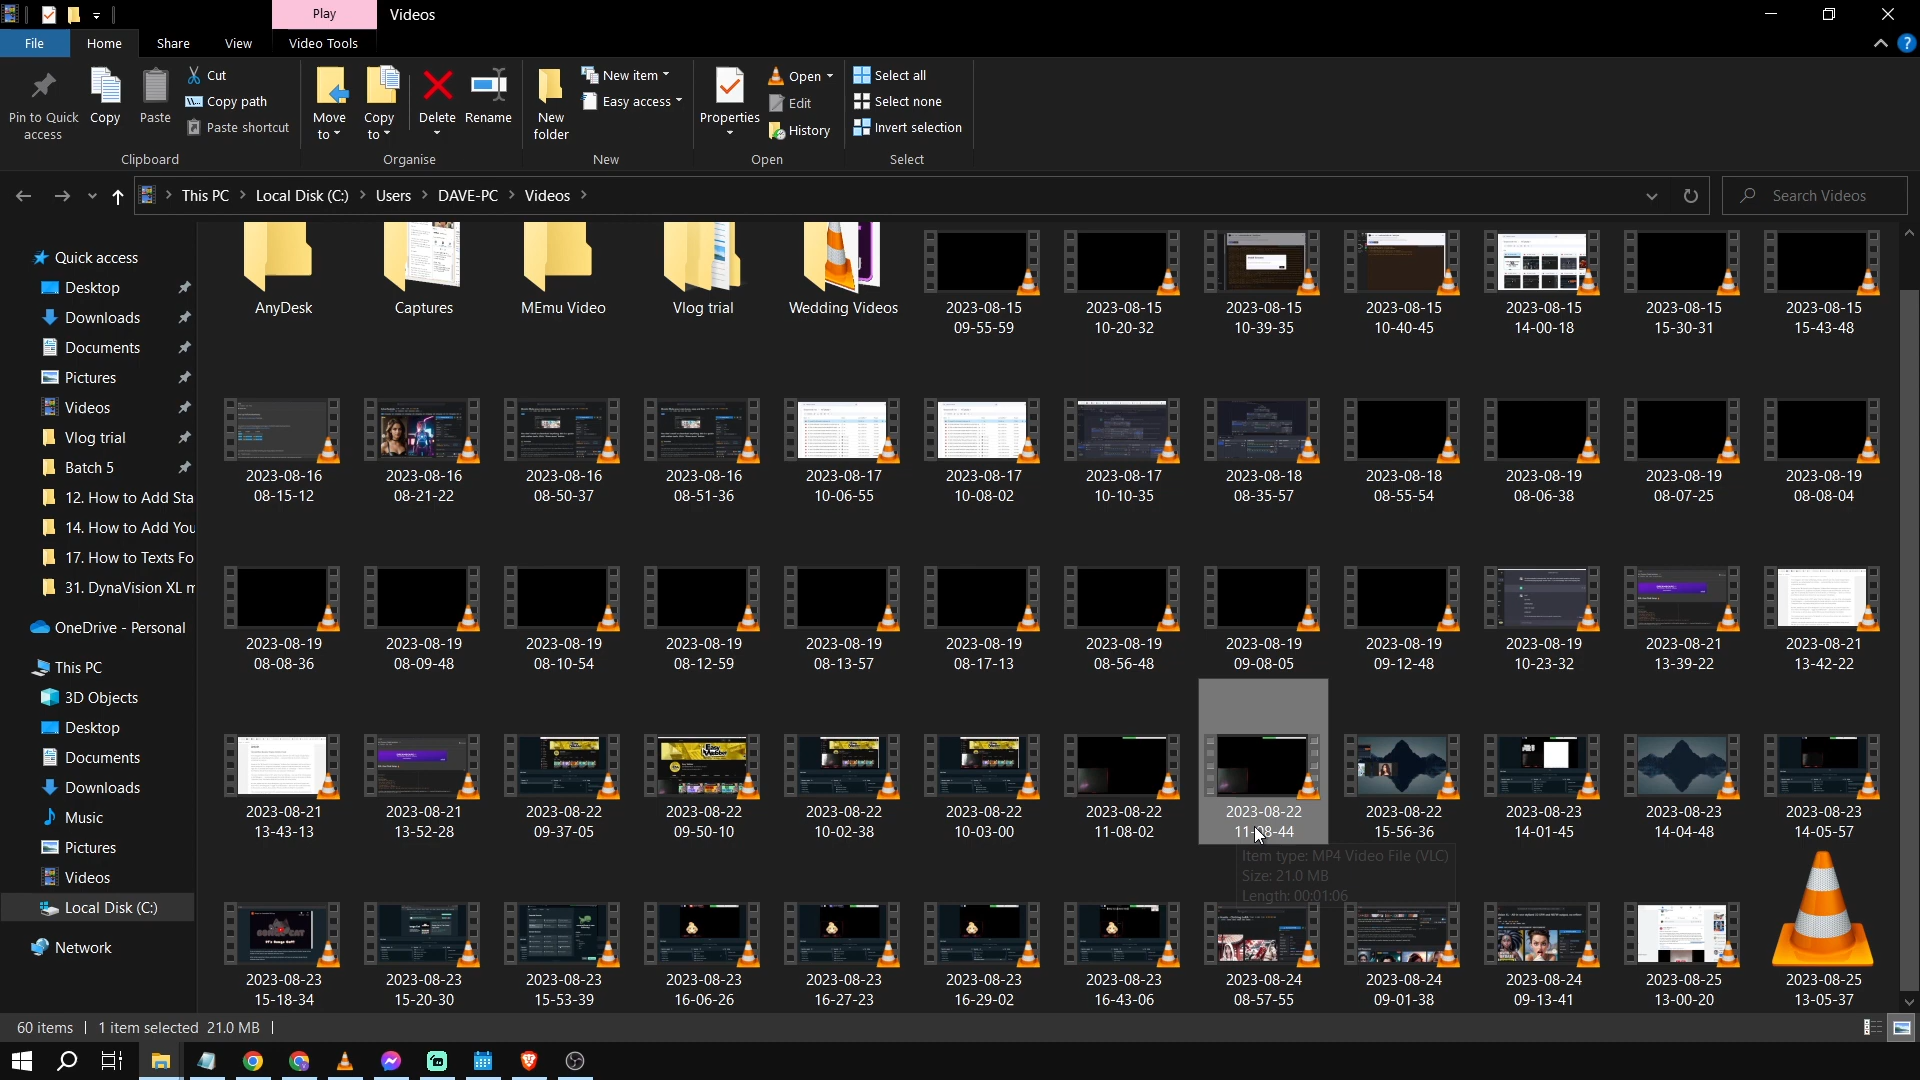 Play
Videos
File
Home
Share
View
Video Tools
Pin to Quick
access
Copy
Paste
Cut
Copy path
Paste shortcut
Clipboard
Move
to
Copy
to
Delete
Rename
Organise
New
folder
New item
Easy access
New
Properties
Open
Edit
History
Open
Select all
Select none
Invert selection
Select
This PC
Local Disk (C:)
Users
DAVE-PC
Videos
Search Videos
Quick access
Desktop
Downloads
Documents
Pictures
Videos
Vlog trial
Batch 5
12. How to Add Sta
14. How to Add You
17. How to Texts Fo
31. DynaVision XL m
OneDrive - Personal
This PC
3D Objects
Desktop
Documents
Downloads
Music
Pictures
Videos
Local Disk (C:)
Network
AnyDesk
Captures
MEmu Video
Vlog trial
Wedding Videos
2023-08-15
09-55-59
2023-08-15
10-20-32
2023-08-15
10-39-35
2023-08-15
10-40-45
2023-08-15
14-00-18
2023-08-15
15-30-31
2023-08-15
15-43-48
2023-08-16
08-15-12
2023-08-16
08-21-22
2023-08-16
08-50-37
2023-08-16
08-51-36
2023-08-17
10-06-55
2023-08-17
10-08-02
2023-08-17
10-10-35
2023-08-18
08-35-57
2023-08-18
08-55-54
2023-08-19
08-06-38
2023-08-19
08-07-25
2023-08-19
08-08-04
2023-08-19
08-08-36
2023-08-19
08-09-48
2023-08-19
08-10-54
2023-08-19
08-12-59
2023-08-19
08-13-57
2023-08-19
08-17-13
2023-08-19
08-56-48
2023-08-19
09-08-05
2023-08-19
09-12-48
2023-08-19
10-23-32
2023-08-21
13-39-22
2023-08-21
13-42-22
2023-08-21
13-43-13
2023-08-21
13-52-28
2023-08-22
09-37-05
2023-08-22
09-50-10
2023-08-22
10-02-38
2023-08-22
10-03-00
2023-08-22
11-08-02
2023-08-22
11-08-44
2023-08-22
15-56-36
2023-08-23
14-01-45
2023-08-23
14-04-48
2023-08-23
14-05-57
Item type: MP4 Video File (VLC)
Size: 21.0 MB
Length: 00:01:06
2023-08-23
15-18-34
2023-08-23
15-20-30
2023-08-23
15-53-39
2023-08-23
16-06-26
2023-08-23
16-27-23
2023-08-23
16-29-02
2023-08-23
16-43-06
2023-08-24
08-57-55
2023-08-24
09-01-38
2023-08-24
09-13-41
2023-08-25
13-00-20
2023-08-25
13-05-37
60 items
1 item selected 21.0 MB